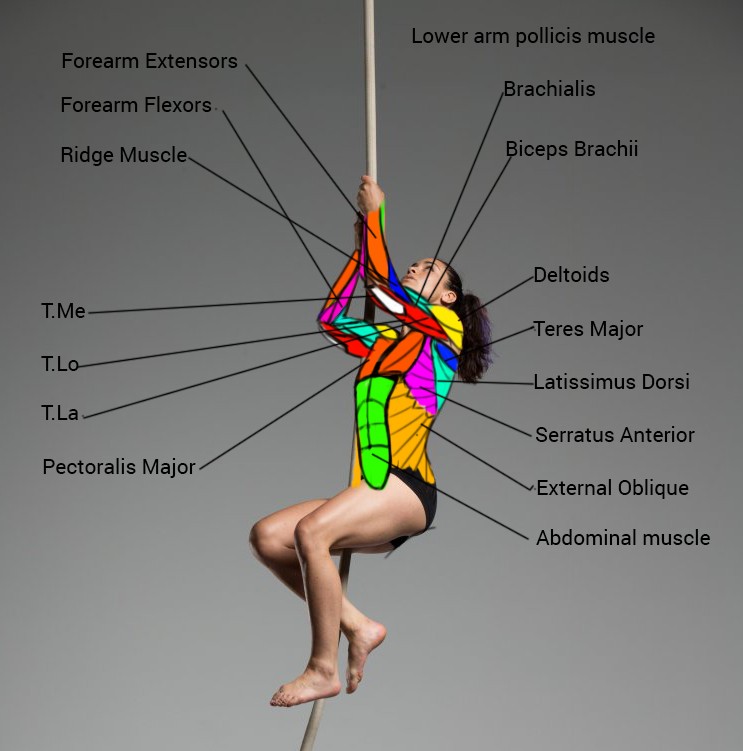 Lower arm pollicis muscle
Forearm Extensors
Brachialis
Forearm Flexors
Biceps Brachii
Ridge Muscle
Deltoids
T.Me
Teres Major
T.Lo
Latissimus Dorsi
T.La
Serratus Anterior
Pectoralis Major
External Oblique
Abdominal muscle